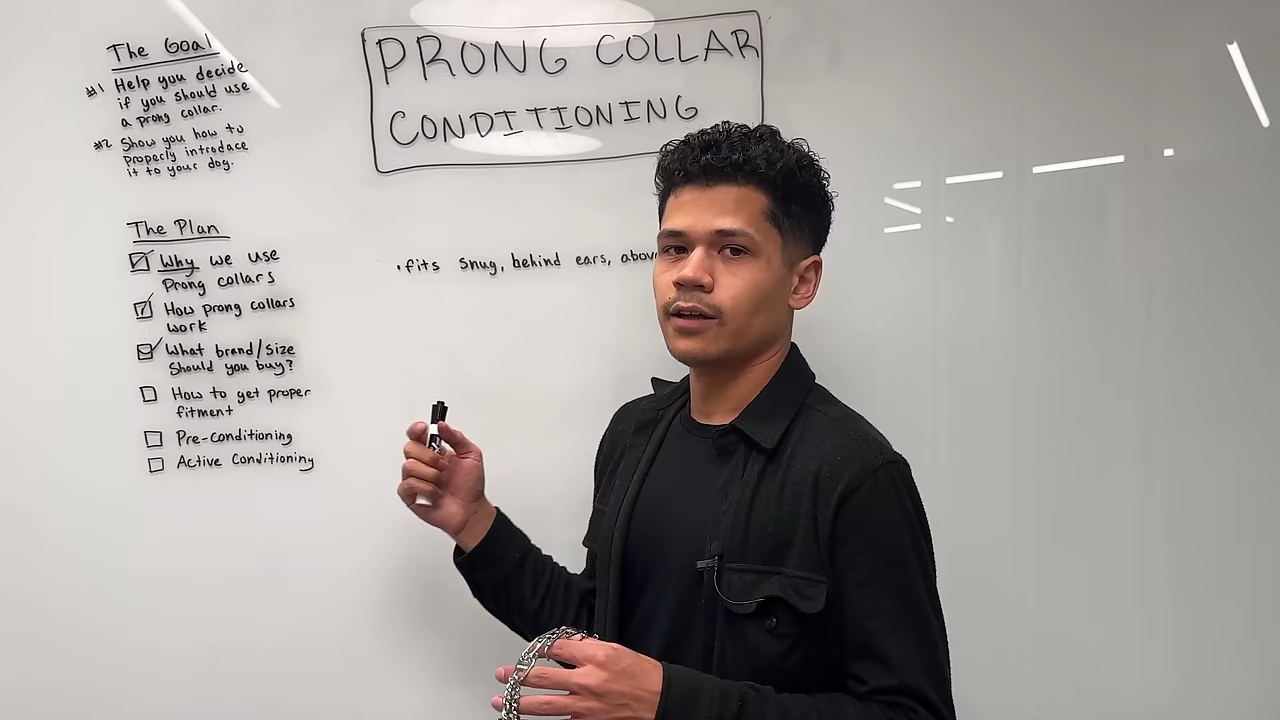 The Goal
#1 Help you decide
if you should use
a prong collar.
#2 Show you how to
properly introduce
it to your dog.
The Plan
Why we use
Prong collars
How prong collars
work
What brand/size
Should you buy?
How to get proper
fitment
Pre-conditioning
Active Conditioning
PRONG COLLAR
CONDITIONING
•fits snug, behind ears,